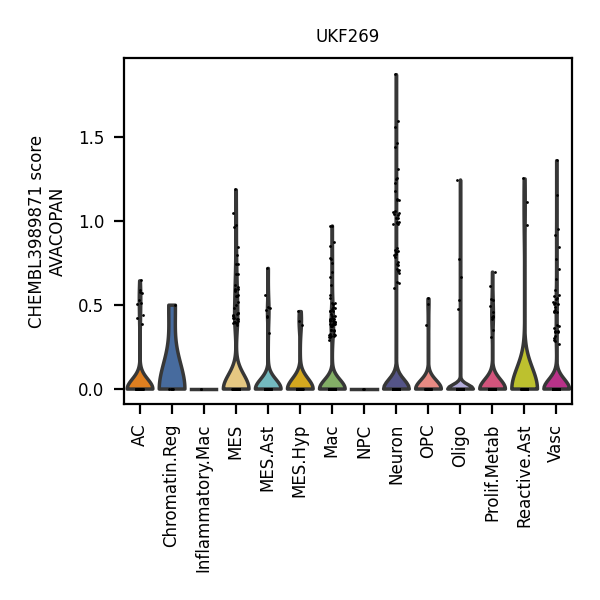 UKF269
CHEMBL3989871 score
AVACOPAN
1.5
1.0
0.5
0.0
AC
Chromatin.Reg
Inflammatory.Mac
MES
MES.Ast
MES.Hyp
Mac
NPC
Neuron
OPC
Oligo
Prolif.Metab
Reactive.Ast
Vasc